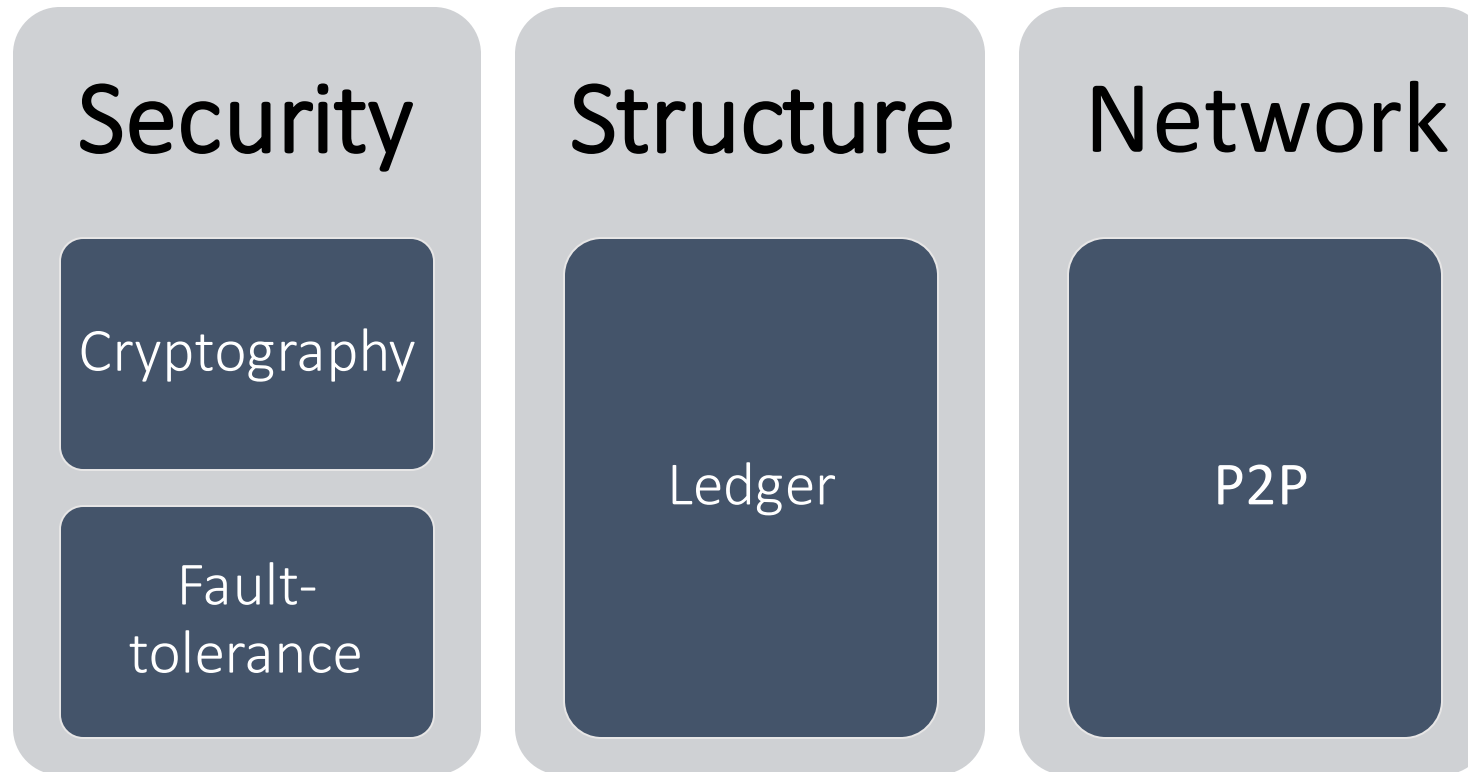 Security
Cryptography
Fault-
tolerance
Structure
Ledger
Network
P2P